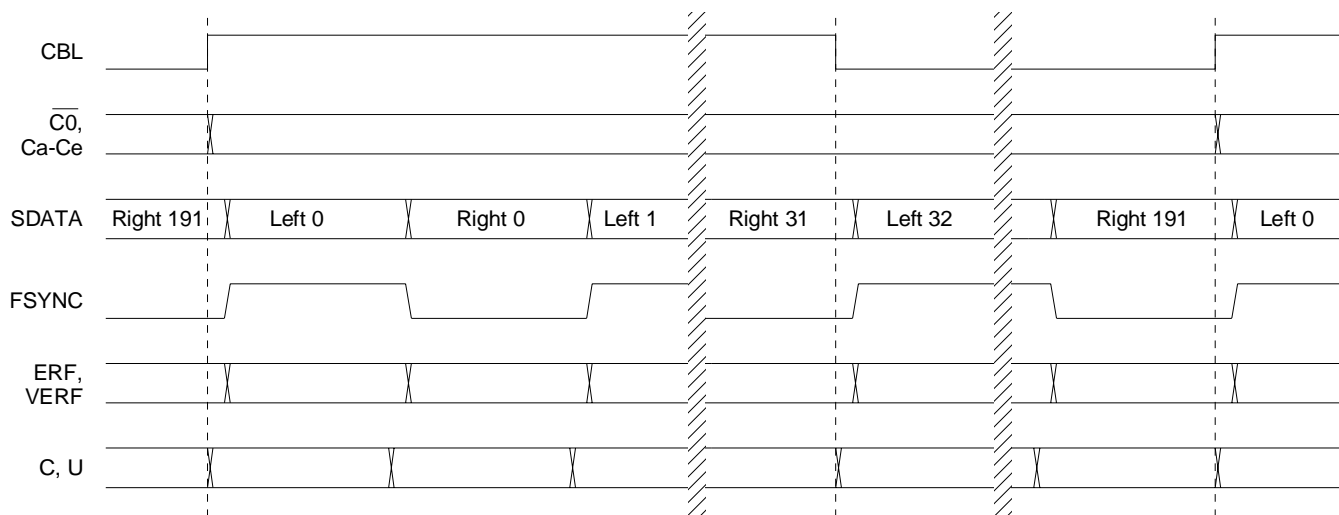 CBL
C0,
Ca-Ce
SDATA
Right 191
Left 0
Right 0
Left 1
Right 31
Left 32
Right 191
Left 0
FSYNC
ERF,
VERF
C, U